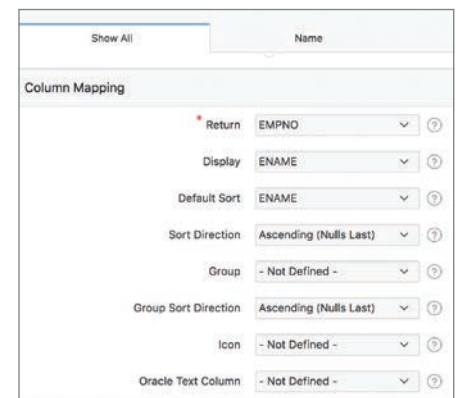 Show All Name
Column Mapping
* Return EMPNO ?
Display ENAME ?
Default Sort ENAME ?
Sort Direction Ascending (Nulls Last) ?
Group - Not Defined - ?
Group Sort Direction Ascending (Nulls Last) ?
Icon - Not Defined - ?
Oracle Text Column - Not Defined - ?